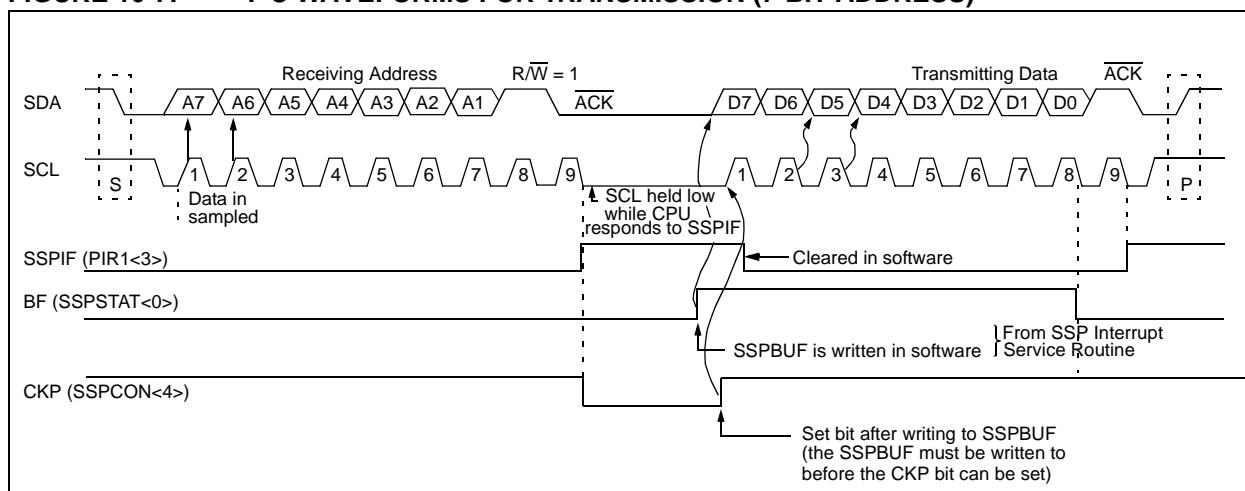 Receiving Address
R/W = 1
Transmitting Data
ACK
SDA
A7 A6 A5 A4 A3 A2 A1
ACK
D7 D6 D5 D4 D3 D2 D1 D0
SCL
S
1 2 3 4 5 6 7 8 9
1 2 3 4 5 6 7 8 9
P
Data in
sampled
SCL held low
while CPU
responds to SSPIF
SSPIF (PIR1<3>)
Cleared in software
BF (SSPSTAT<0>)
SSPBUF is written in software
From SSP Interrupt
Service Routine
CKP (SSPCON<4>)
Set bit after writing to SSPBUF
(the SSPBUF must be written to
before the CKP bit can be set)